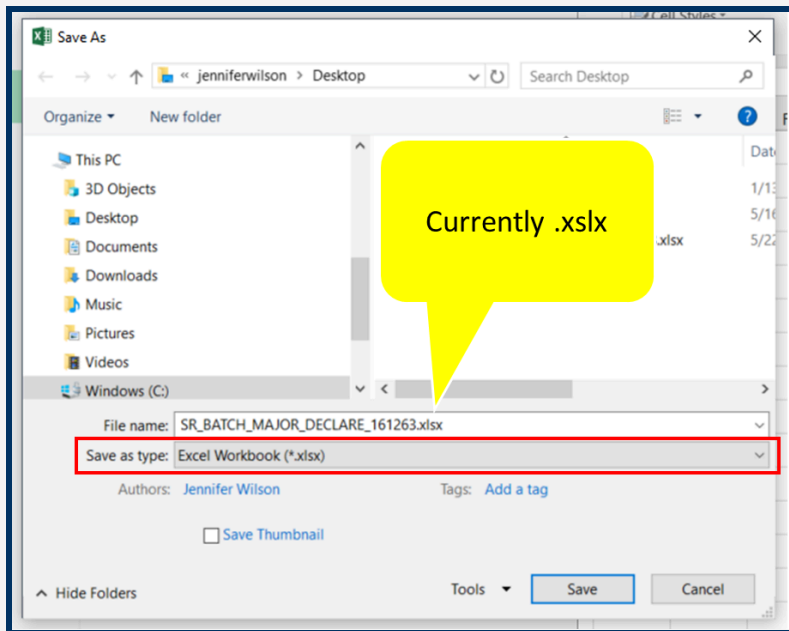 Cell Styles
Save As
« jenniferwilson > Desktop
Search Desktop
Organize
New folder
This PC
3D Objects
Desktop
Documents
Downloads
Music
Pictures
Videos
Windows (C:)
Currently .xslx
Dat
1/13
5/16
.xlsx 5/22
File name: SR_BATCH_MAJOR_DECLARE_161263.xlsx
Save as type: Excel Workbook (*.xlsx)
Authors: Jennifer Wilson Tags: Add a tag
Save Thumbnail
Hide Folders
Tools Save Cancel